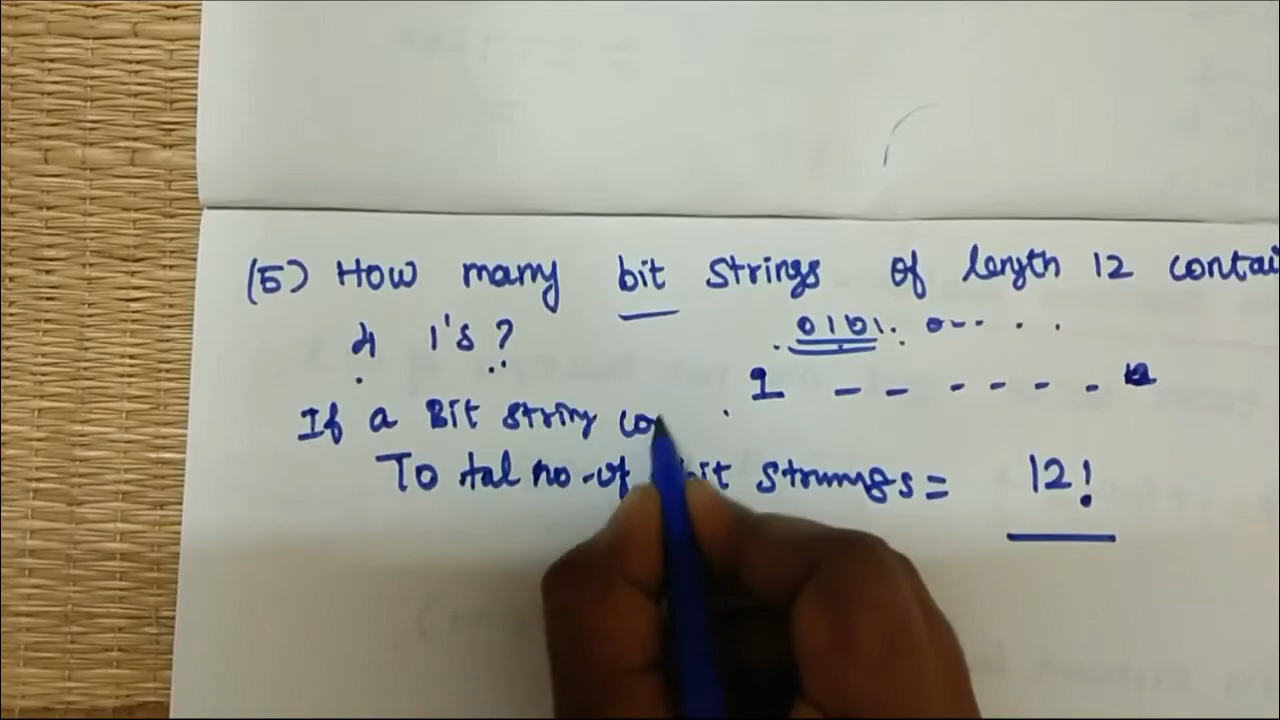 (5) How many bit strings of length 12 contai
4 1's?
0101. 0-- . . .
1 - - - - - -
If a Bit string co
To tal no-of bit strings = 12!